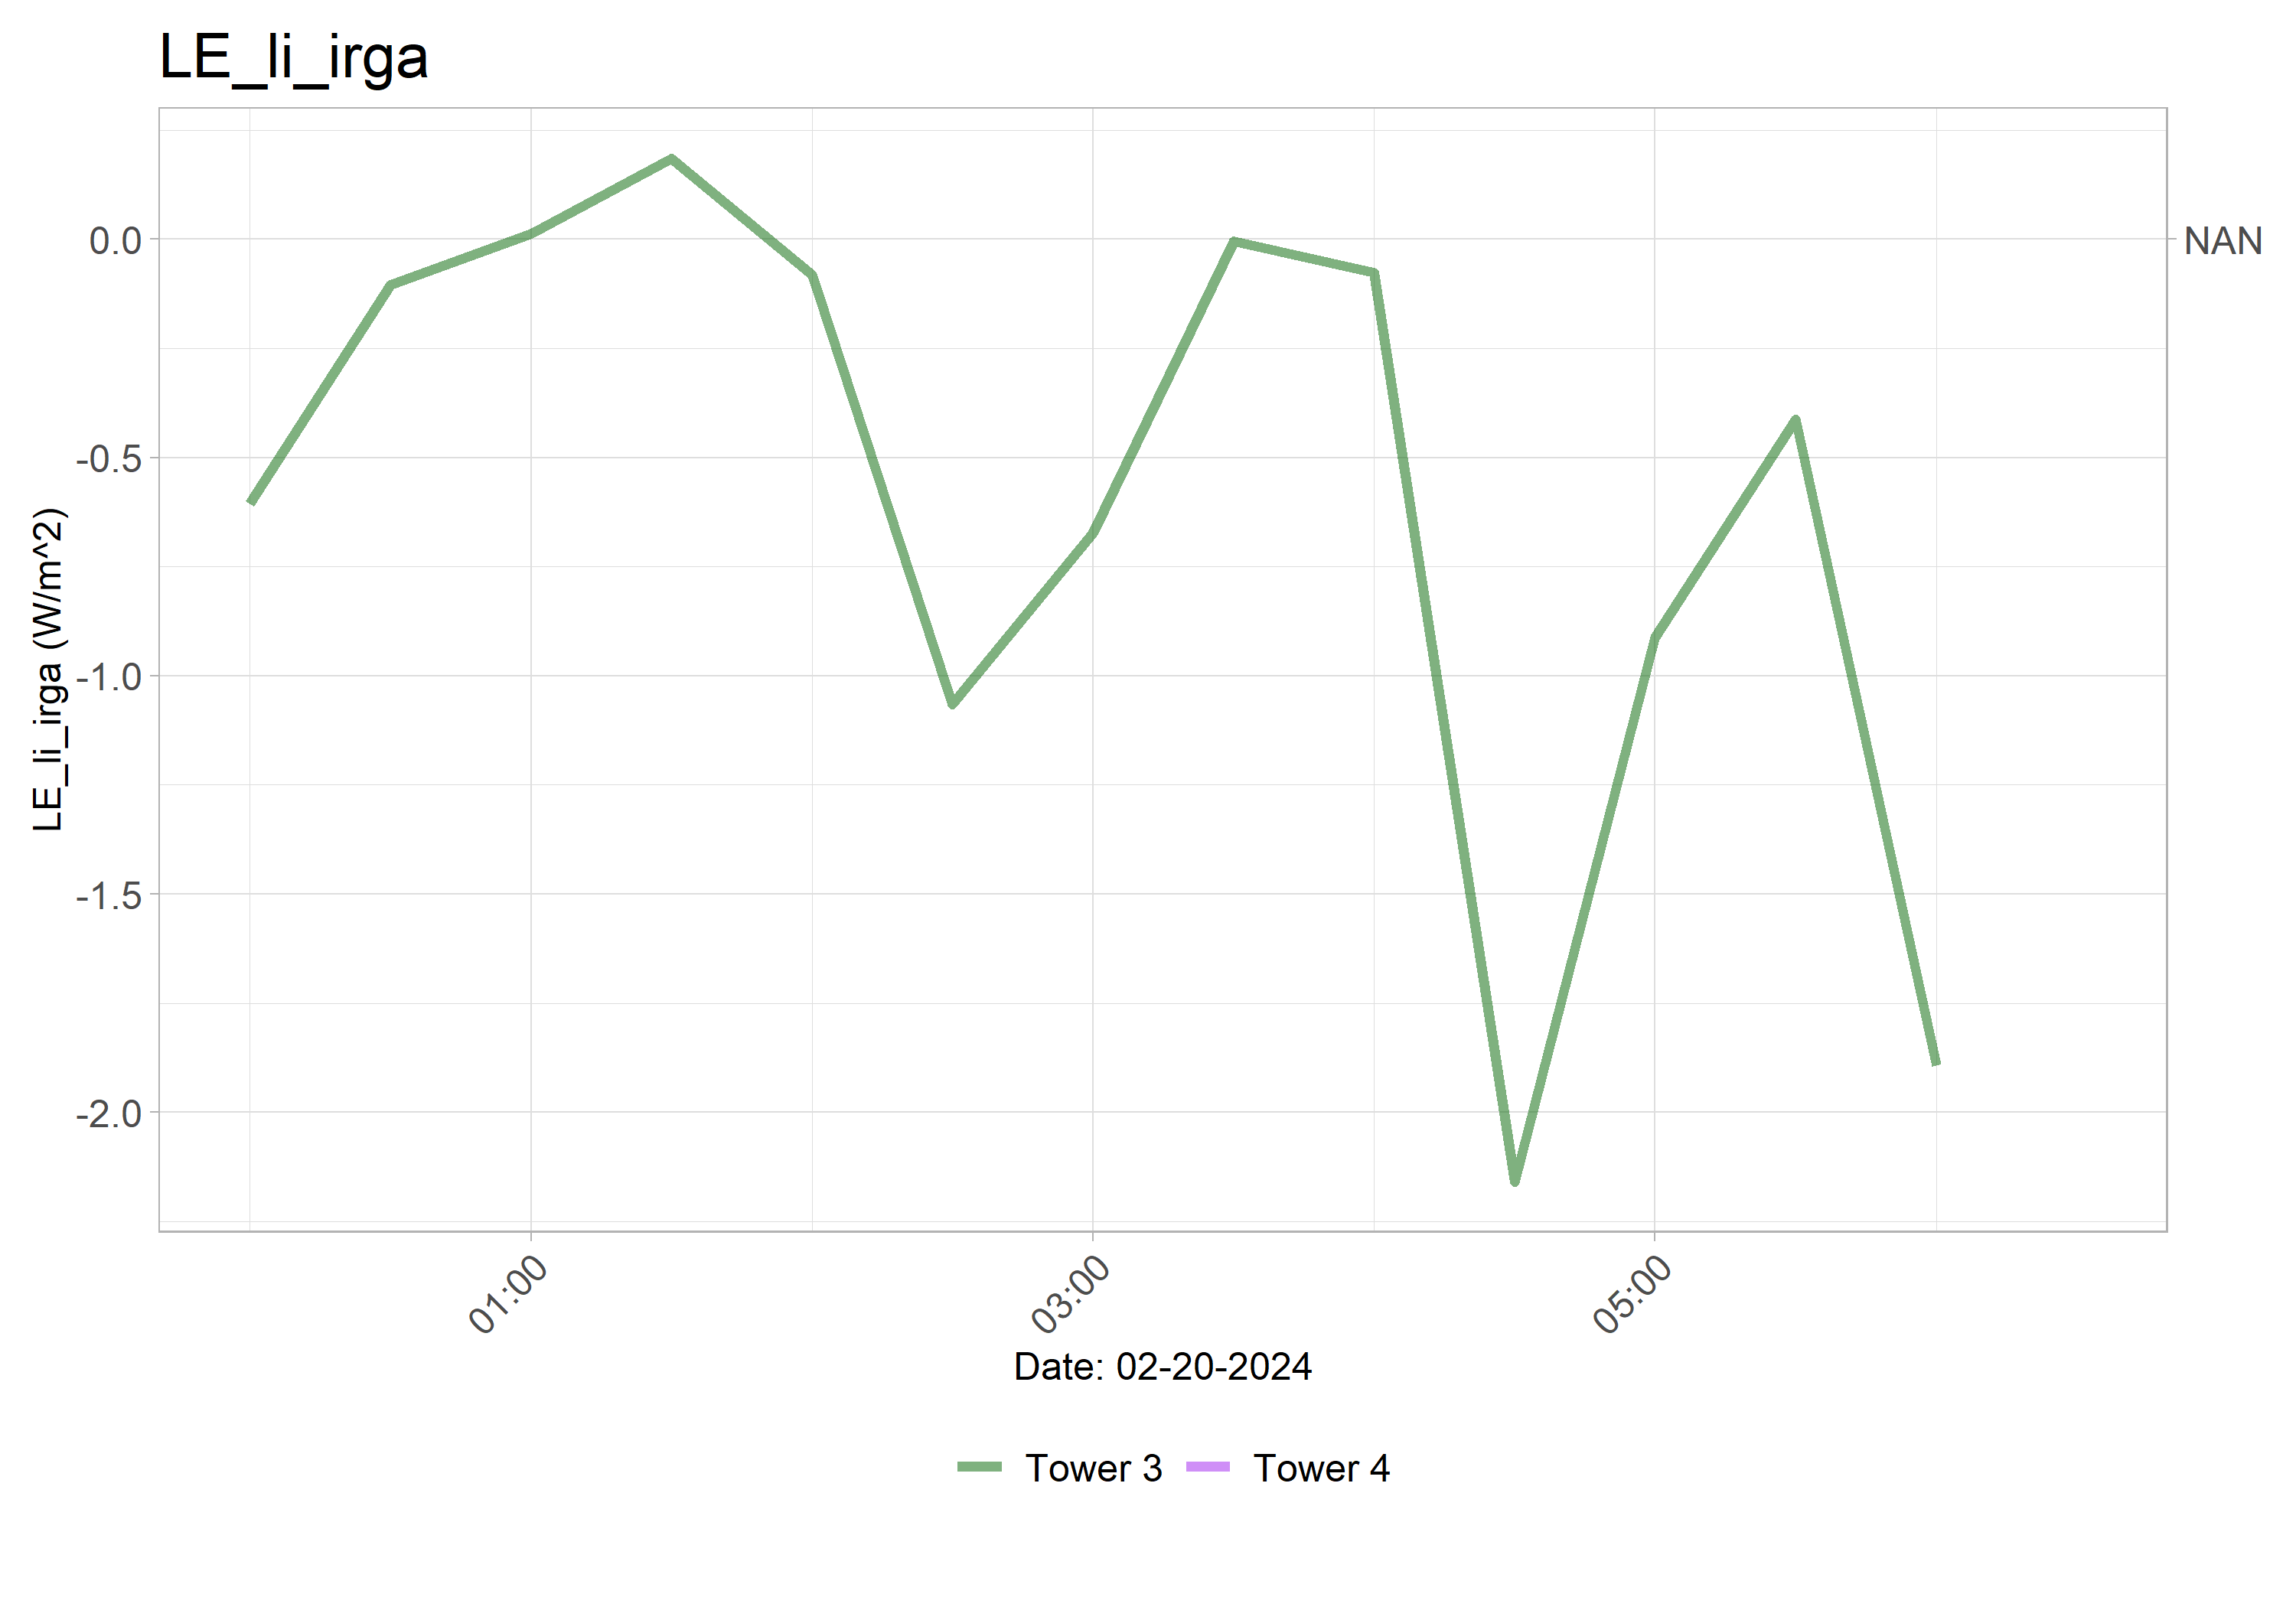 LE_li_irga
0.0
-0.5
-1.0
-1.5
-2.0
NAN
LE_li_irga (W/m^2)
01:00
03:00
05:00
Date: 02-20-2024
Tower 3
Tower 4